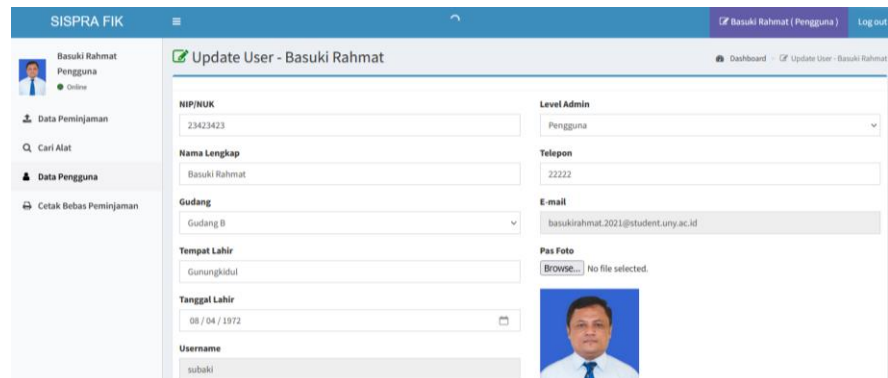 SISPRA FIK
Basuki Rahmat ( Pengguna )
Log out
Basuki Rahmat
Pengguna
Online
Data Peminjaman
Cari Alat
Data Pengguna
Cetak Bebas Peminjaman
Update User - Basuki Rahmat
Dashboard > Update User - Basuki Rahmat
NIP/NUK
23423423
Nama Lengkap
Basuki Rahmat
Gudang
Gudang B
Tempat Lahir
Gunungkidul
Tanggal Lahir
08 / 04 / 1972
Username
subaki
Level Admin
Pengguna
Telepon
22222
E-mail
basukirahmat.2021@student.uny.ac.id
Pas Foto
Browse... No file selected.